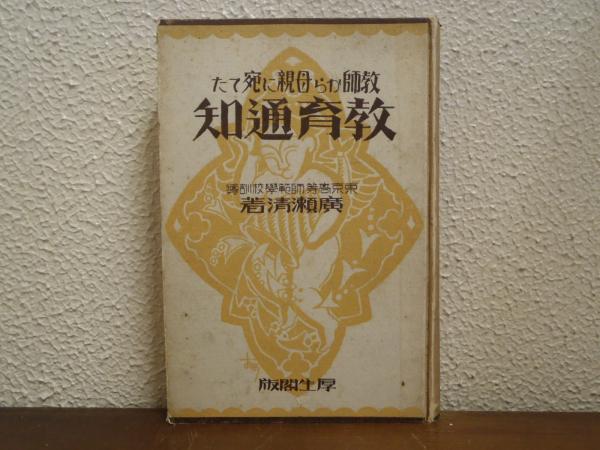 教師から母親に宛てた
教育通知
東京高等師範學校訓導
廣瀬清著
厚生閣版